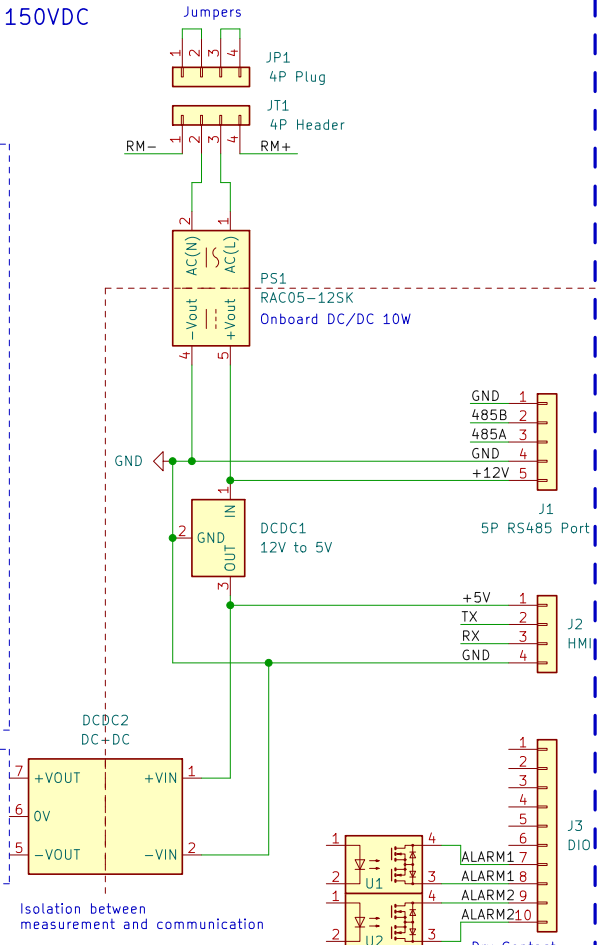 150VDC
Jumpers
1 2 3 4
JP1
4P Plug
JT1
4P Header
1 2 3 4
RM-
RM+
2 1
AC(N) AC(L)
PS1
RAC05-12SK
Onboard DC/DC 10W
-Vout +Vout
4 5
GND 1
485B 2
485A 3
GND
GND 4
+12V 5
1
IN
J1
5P RS485 Port
DCDC1
12V to 5V
2 GND
OUT
3
+5V 1
TX 2
RX 3
GND 4
J2
HMI
DCDC2
DC+DC
7 +VOUT +VIN 1
6 0V
5 -VOUT -VIN 2
1
2
3
4
5
6
ALARM1 7
ALARM1 8
ALARM2 9
ALARM2 10
J3
DIO
1 4
2 U1 3
1 4
2 U2 3
Isolation between
measurement and communication